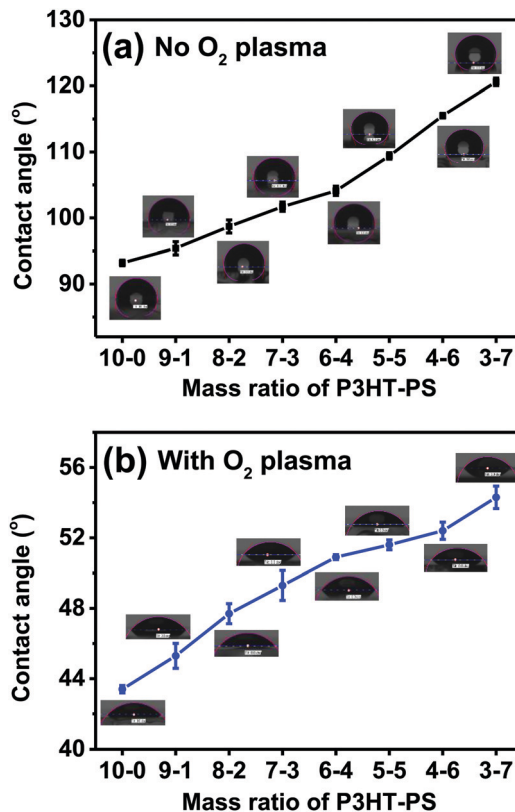 (a) No O₂ plasma
Contact angle (°)
130
120
110
100
90
10-0 9-1 8-2 7-3 6-4 5-5 4-6 3-7
Mass ratio of P3HT-PS
(b) With O₂ plasma
Contact angle (°)
56
52
48
44
40
10-0 9-1 8-2 7-3 6-4 5-5 4-6 3-7
Mass ratio of P3HT-PS